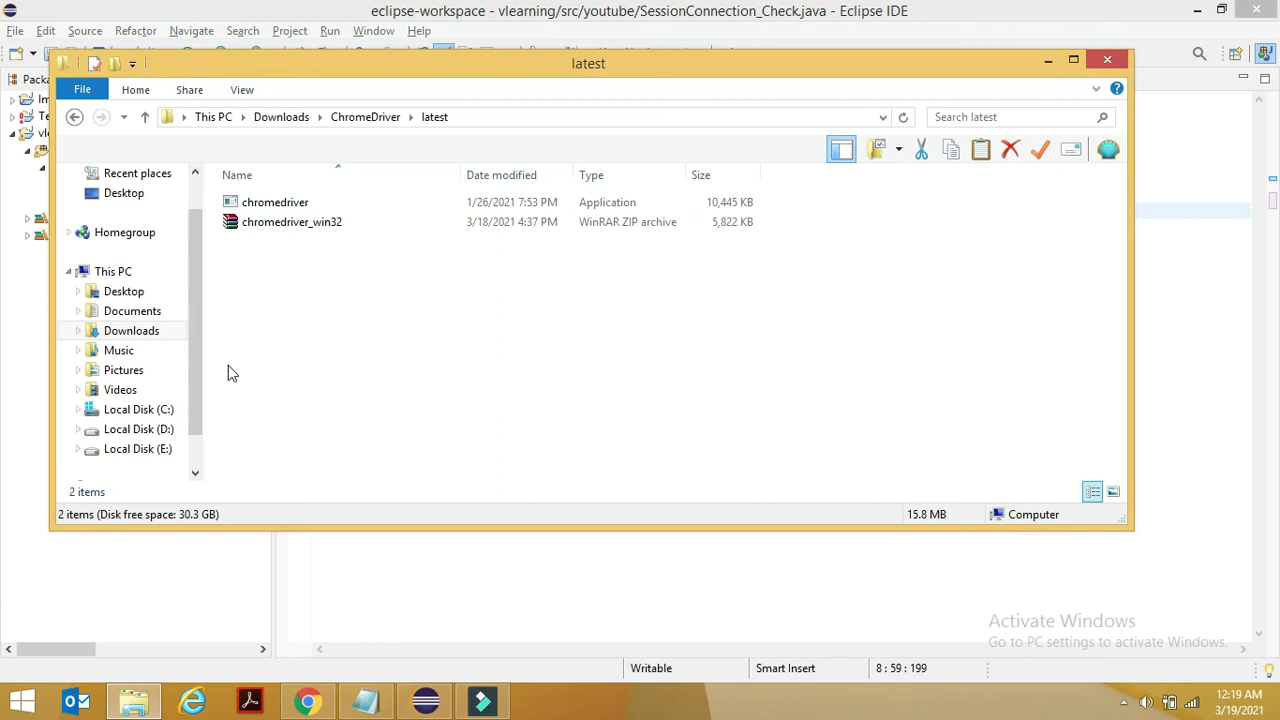 eclipse-workspace - vlearning/src/youtube/SessionConnection_Check.java - Eclipse IDE
File Edit Source Refactor Navigate Search Project Run Window Help
latest
File Home Share View
This PC Downloads ChromeDriver latest
Search latest
Name Date modified Type Size
chromedriver 1/26/2021 7:53 PM Application 10,445 KB
chromedriver_win32 3/18/2021 4:37 PM WinRAR ZIP archive 5,822 KB
Recent places
Desktop
Homegroup
This PC
Desktop
Documents
Downloads
Music
Pictures
Videos
Local Disk (C:)
Local Disk (D:)
Local Disk (E:)
2 items
2 items (Disk free space: 30.3 GB) 15.8 MB Computer
Activate Windows
Go to PC settings to activate Windows.
Writable Smart Insert 8 : 59 : 199
12:19 AM
3/19/2021